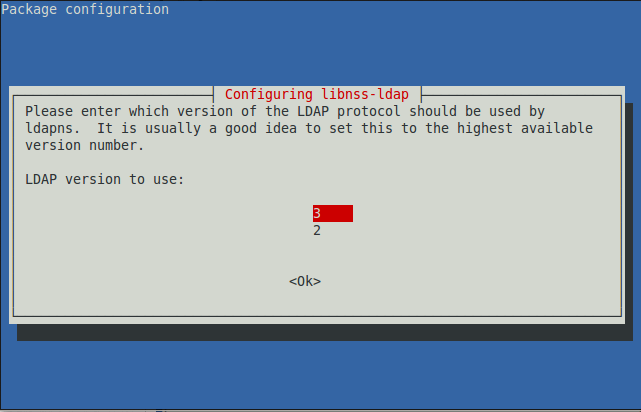 Package configuration
Configuring libnss-ldap
Please enter which version of the LDAP protocol should be used by
ldapns.  It is usually a good idea to set this to the highest available
version number.
LDAP version to use:
3
2
<Ok>